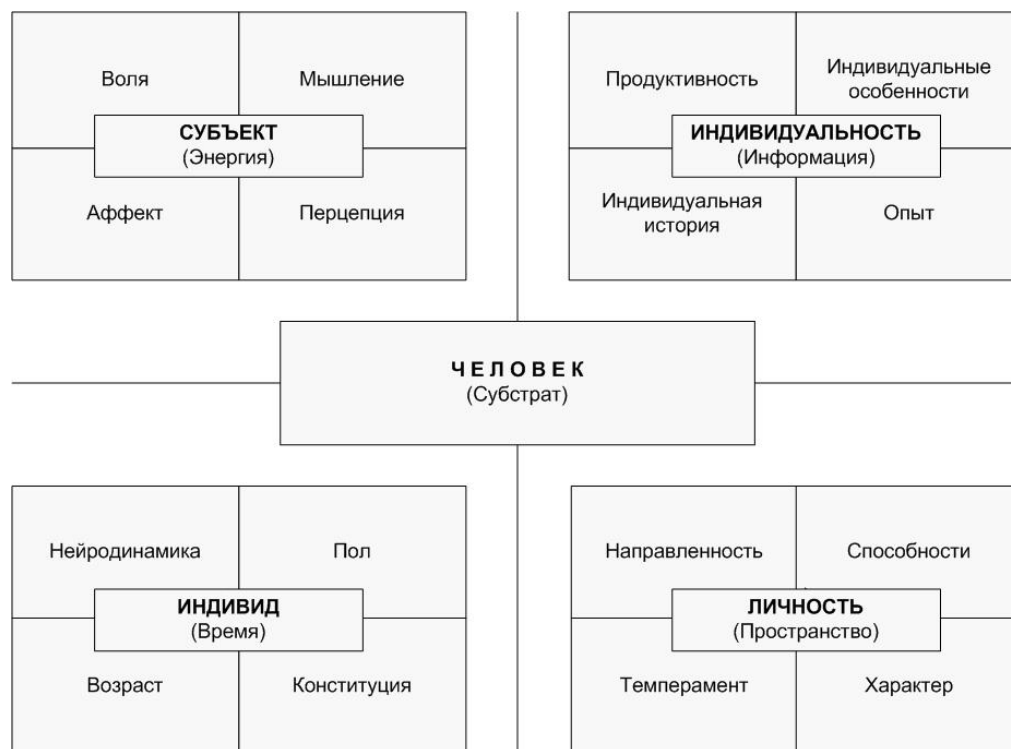 Воля
Мышление
СУБЪЕКТ
(Энергия)
Аффект
Перцепция
Продуктивность
Индивидуальные
особенности
ИНДИВИДУАЛЬНОСТЬ
(Информация)
Индивидуальная
история
Опыт
Ч Е Л О В Е К
(Субстрат)
Нейродинамика
Пол
ИНДИВИД
(Время)
Возраст
Конституция
Направленность
Способности
ЛИЧНОСТЬ
(Пространство)
Темперамент
Характер